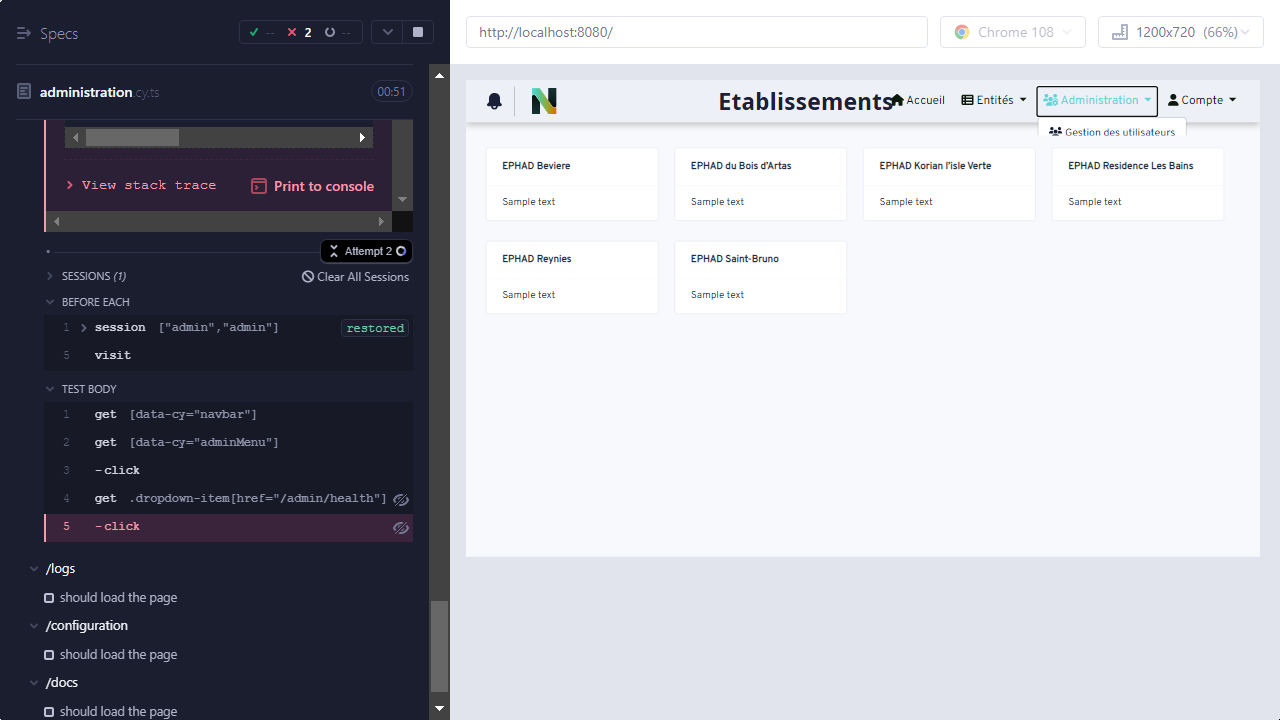 Specs
-- 2 --
administration.cy.ts
00:51
View stack trace
Print to console
Attempt 2
SESSIONS (1)
Clear All Sessions
BEFORE EACH
1 session ["admin","admin"] restored
5 visit
TEST BODY
1 get [data-cy="navbar"]
2 get [data-cy="adminMenu"]
3 -click
4 get .dropdown-item[href="/admin/health"]
5 -click
/logs
should load the page
/configuration
should load the page
/docs
should load the page
http://localhost:8080/
Chrome 108
1200x720 (66%)
Etablissements
Accueil
Entités
Administration
Compte
Gestion des utilisateurs
EPHAD Beviere
Sample text
EPHAD du Bois d'Artas
Sample text
EPHAD Korian l'isle Verte
Sample text
EPHAD Residence Les Bains
Sample text
EPHAD Reynies
Sample text
EPHAD Saint-Bruno
Sample text